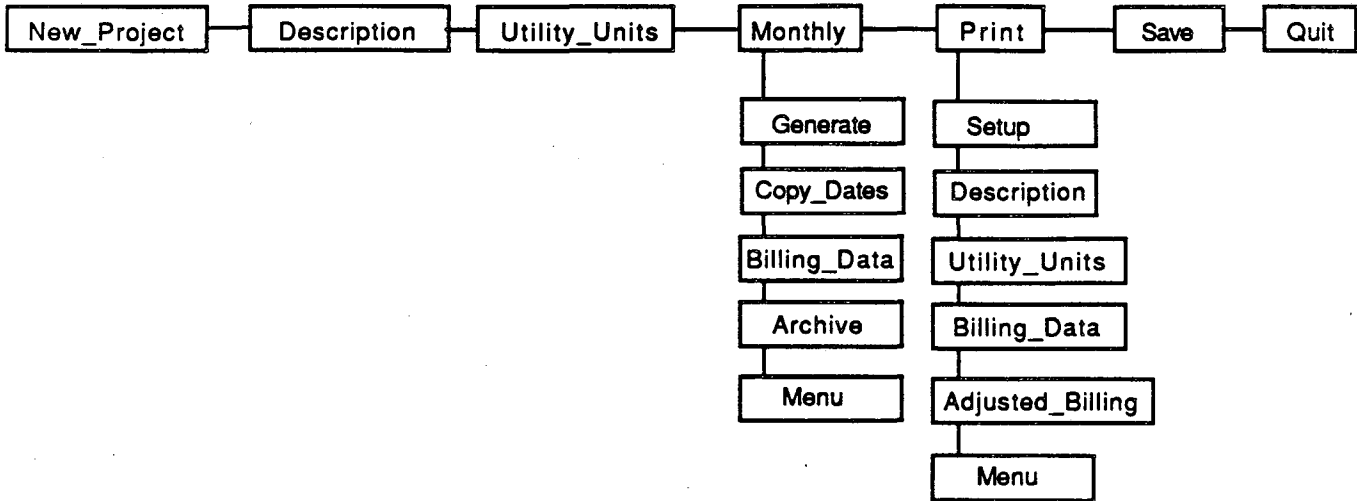 New_Project Description Utility_Units Monthly Print Save Quit
Generate Setup
Copy_Dates Description
Billing_Data Utility_Units
Archive Billing_Data
Menu Adjusted_Billing
Menu